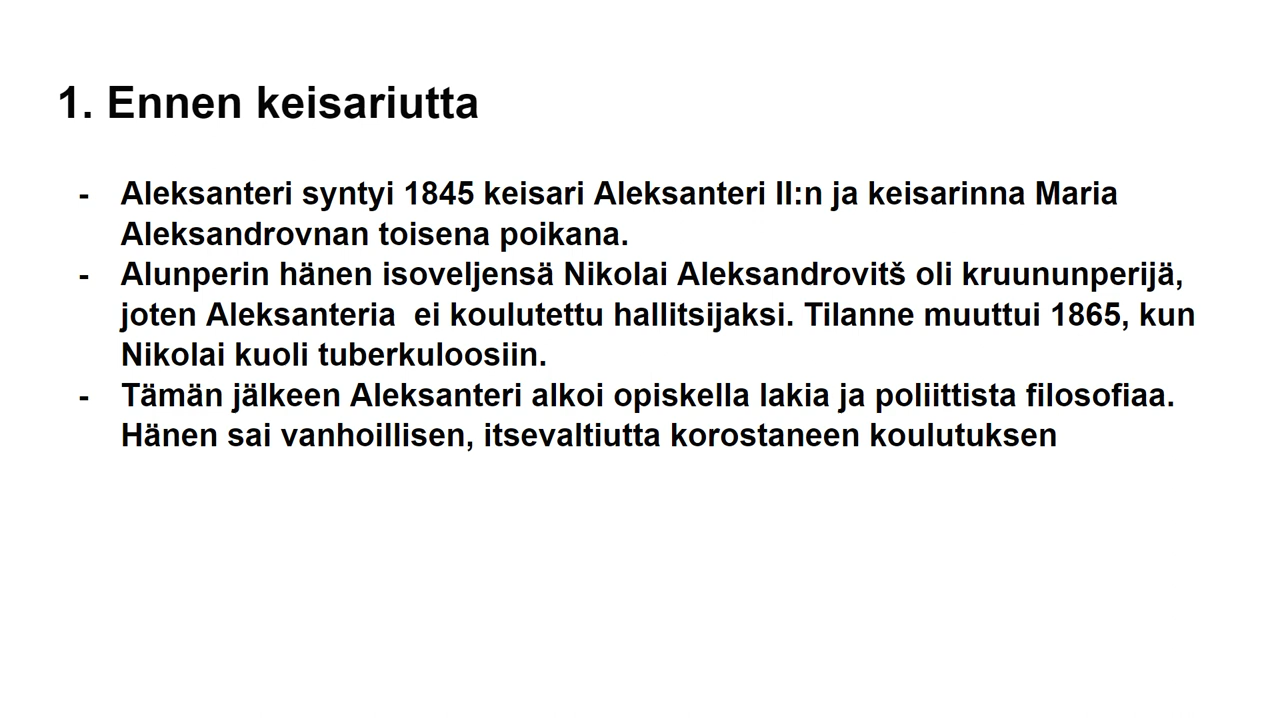 1. Ennen keisariutta
- Aleksanteri syntyi 1845 keisari Aleksanteri II:n ja keisarinna Maria
Aleksandrovnan toisena poikana.
- Alunperin hänen isoveljensä Nikolai Aleksandrovitš oli kruununperijä,
joten Aleksanteria  ei koulutettu hallitsijaksi. Tilanne muuttui 1865, kun
Nikolai kuoli tuberkuloosiin.
- Tämän jälkeen Aleksanteri alkoi opiskella lakia ja poliittista filosofiaa.
Hänen sai vanhoillisen, itsevaltiutta korostaneen koulutuksen